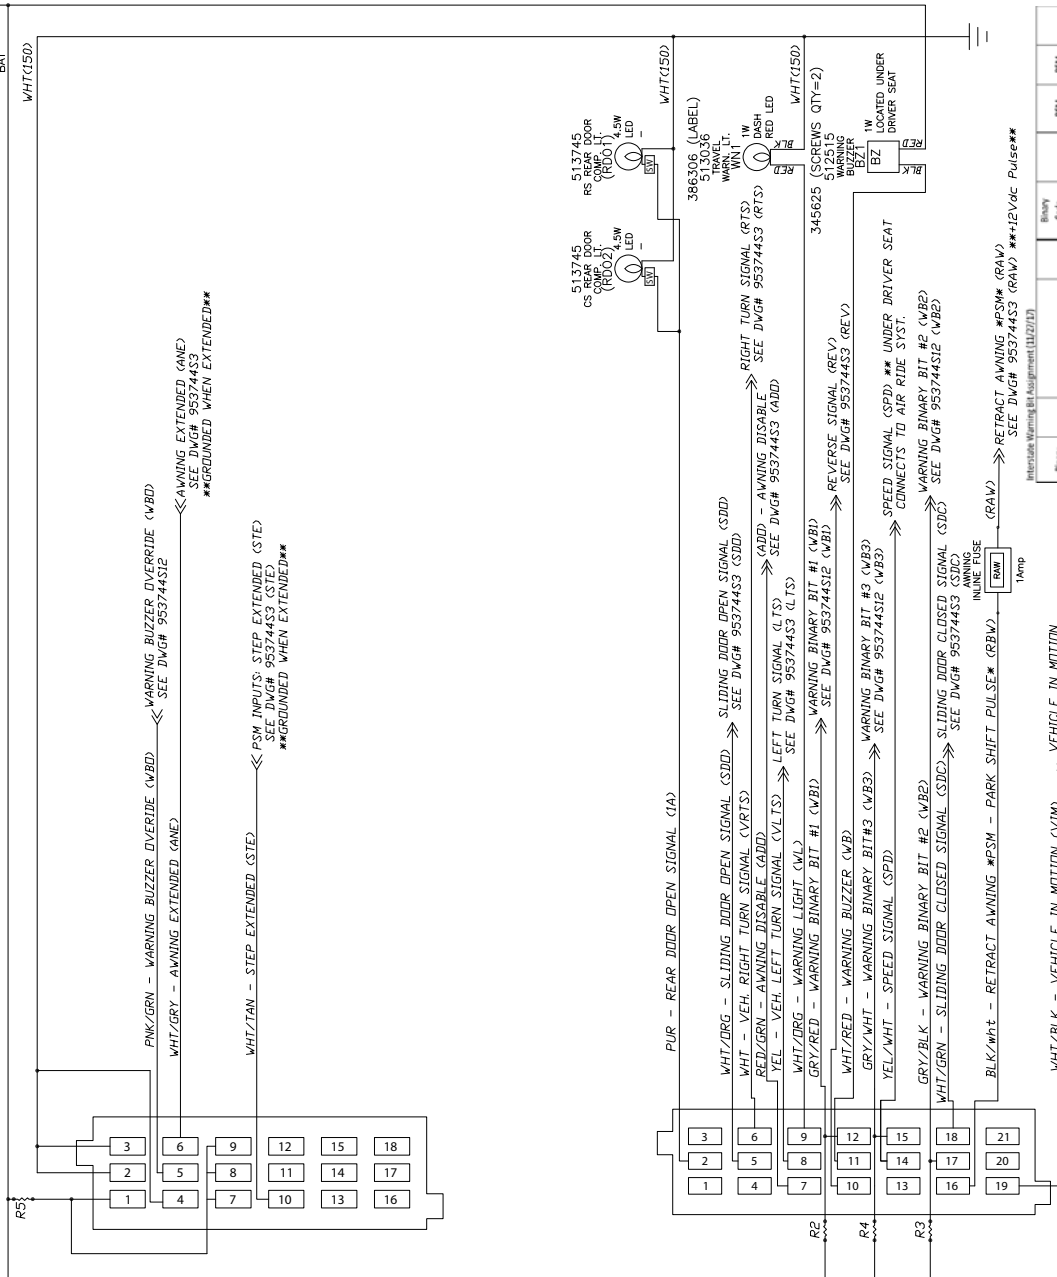 BAT
WHT(150)
R5
3
6
9
12
15
18
2
5
8
11
14
17
1
4
7
10
13
16
PNK/GRN - WARNING BUZZER OVERIDE (WBO)
WARNING BUZZER OVERRIDE (WBO)
SEE DWG# 953744S12
WHT/GRY - AWNING EXTENDED (ANE)
AWNING EXTENDED (ANE)
SEE DWG# 953744S3
**GROUNDED WHEN EXTENDED**
WHT/TAN - STEP EXTENDED (STE)
PSM INPUTS: STEP EXTENDED (STE)
SEE DWG# 953744S3 (STE)
**GROUNDED WHEN EXTENDED**
513745
CS REAR DOOR
COMP. LT.
(RDO2)
4.5W
LED
SW
513745
RS REAR DOOR
COMP. LT.
(RDO1)
4.5W
LED
SW
WHT(150)
386306 (LABEL)
513036
TRAVEL
WARN. LT.
WN1
1W
DASH
RED LED
RED
BLK
WHT(150)
345625 (SCREWS QTY=2)
512515
WARNING
BUZZER
BZ1
BZ
1W
LOCATED UNDER
DRIVER SEAT
BLK
RED
PUR - REAR DOOR OPEN SIGNAL (1A)
WHT/ORG - SLIDING DOOR OPEN SIGNAL (SDO)
SLIDING DOOR OPEN SIGNAL (SDO)
SEE DWG# 953744S3 (SDO)
WHT - VEH. RIGHT TURN SIGNAL (VRTS)
RIGHT TURN SIGNAL (RTS)
SEE DWG# 953744S3 (RTS)
RED/GRN - AWNING DISABLE (ADO)
(ADO) - AWNING DISABLE
SEE DWG# 953744S3 (ADO)
YEL - VEH. LEFT TURN SIGNAL (VLTS)
LEFT TURN SIGNAL (LTS)
SEE DWG# 953744S3 (LTS)
WHT/ORG - WARNING LIGHT (WL)
GRY/RED - WARNING BINARY BIT #1 (WB1)
WARNING BINARY BIT #1 (WB1)
SEE DWG# 953744S12 (WB1)
REVERSE SIGNAL (REV)
SEE DWG# 953744S3 (REV)
WHT/RED - WARNING BUZZER (WB)
GRY/WHT - WARNING BINARY BIT#3 (WB3)
WARNING BINARY BIT #3 (WB3)
SEE DWG# 953744S12 (WB3)
YEL/WHT - SPEED SIGNAL (SPD)
SPEED SIGNAL (SPD) ** UNDER DRIVER SEAT
CONNECTS TO AIR RIDE SYST.
GRY/BLK - WARNING BINARY BIT #2 (WB2)
WARNING BINARY BIT #2 (WB2)
SEE DWG# 953744S12 (WB2)
WHT/GRN - SLIDING DOOR CLOSED SIGNAL (SDC)
SLIDING DOOR CLOSED SIGNAL (SDC)
SEE DWG# 953744S3 (SDC)
BLK/wht - RETRACT AWNING *PSM - PARK SHIFT PULSE* (RBW)
AWNING
INLINE FUSE
RAW
1Amp
(RAW)
RETRACT AWNING *PSM* (RAW)
SEE DWG# 953744S3 (RAW) **+12Vdc Pulse**
WHT/BLK - VEHICLE IN MOTION (VIM)
VEHICLE IN MOTION
3
6
9
12
15
18
21
2
5
8
11
14
17
20
1
4
7
10
13
16
19
R2
R4
R3
Interstate Warning Bit Assignment (11/27/17)
Binary